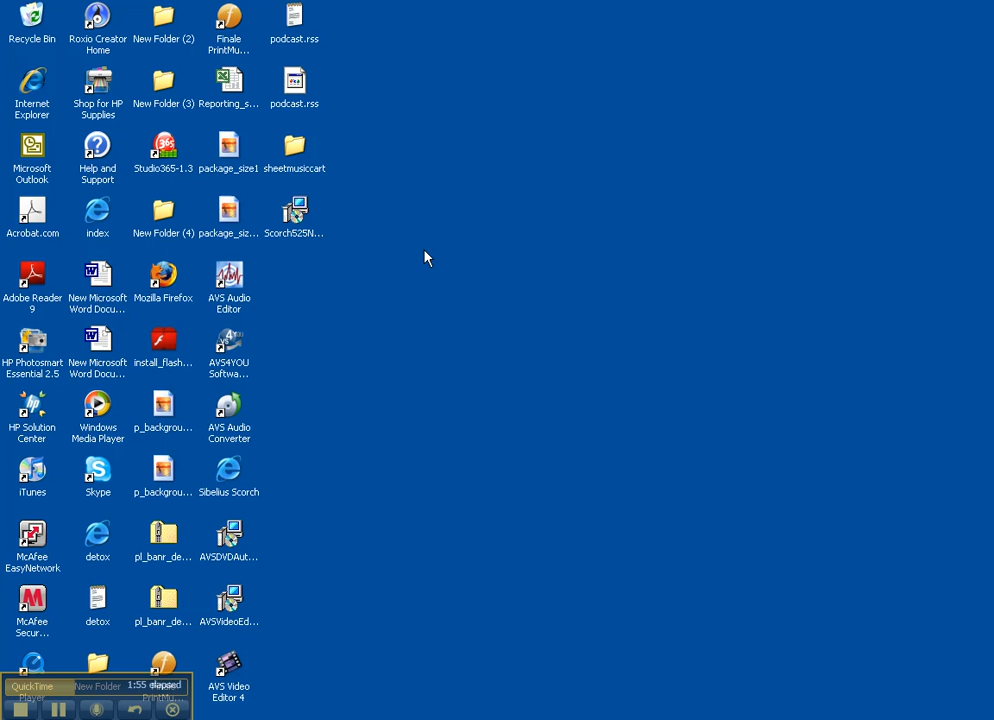 Recycle Bin
Roxio Creator
Home
New Folder (2)
Finale
PrintMu...
podcast.rss
Internet
Explorer
Shop for HP
Supplies
New Folder (3)
Reporting_s...
podcast.rss
Microsoft
Outlook
Help and
Support
Studio365-1.3
package_size1
sheetmusiccart
Acrobat.com
index
New Folder (4)
package_siz...
Scorch525N...
Adobe Reader
9
New Microsoft
Word Docu...
Mozilla Firefox
AVS Audio
Editor
HP Photosmart
Essential 2.5
New Microsoft
Word Docu...
install_flash...
AVS4YOU
Softwa...
HP Solution
Center
Windows
Media Player
p_backgrou...
AVS Audio
Converter
iTunes
Skype
p_backgrou...
Sibelius Scorch
McAfee
EasyNetwork
detox
pl_banr_de...
AVSDVDAut...
McAfee
Secur...
detox
pl_banr_de...
AVSVideoEd...
QuickTime
Player
New Folder
Finale
PrintMu...
AVS Video
Editor 4
1:55 elapsed